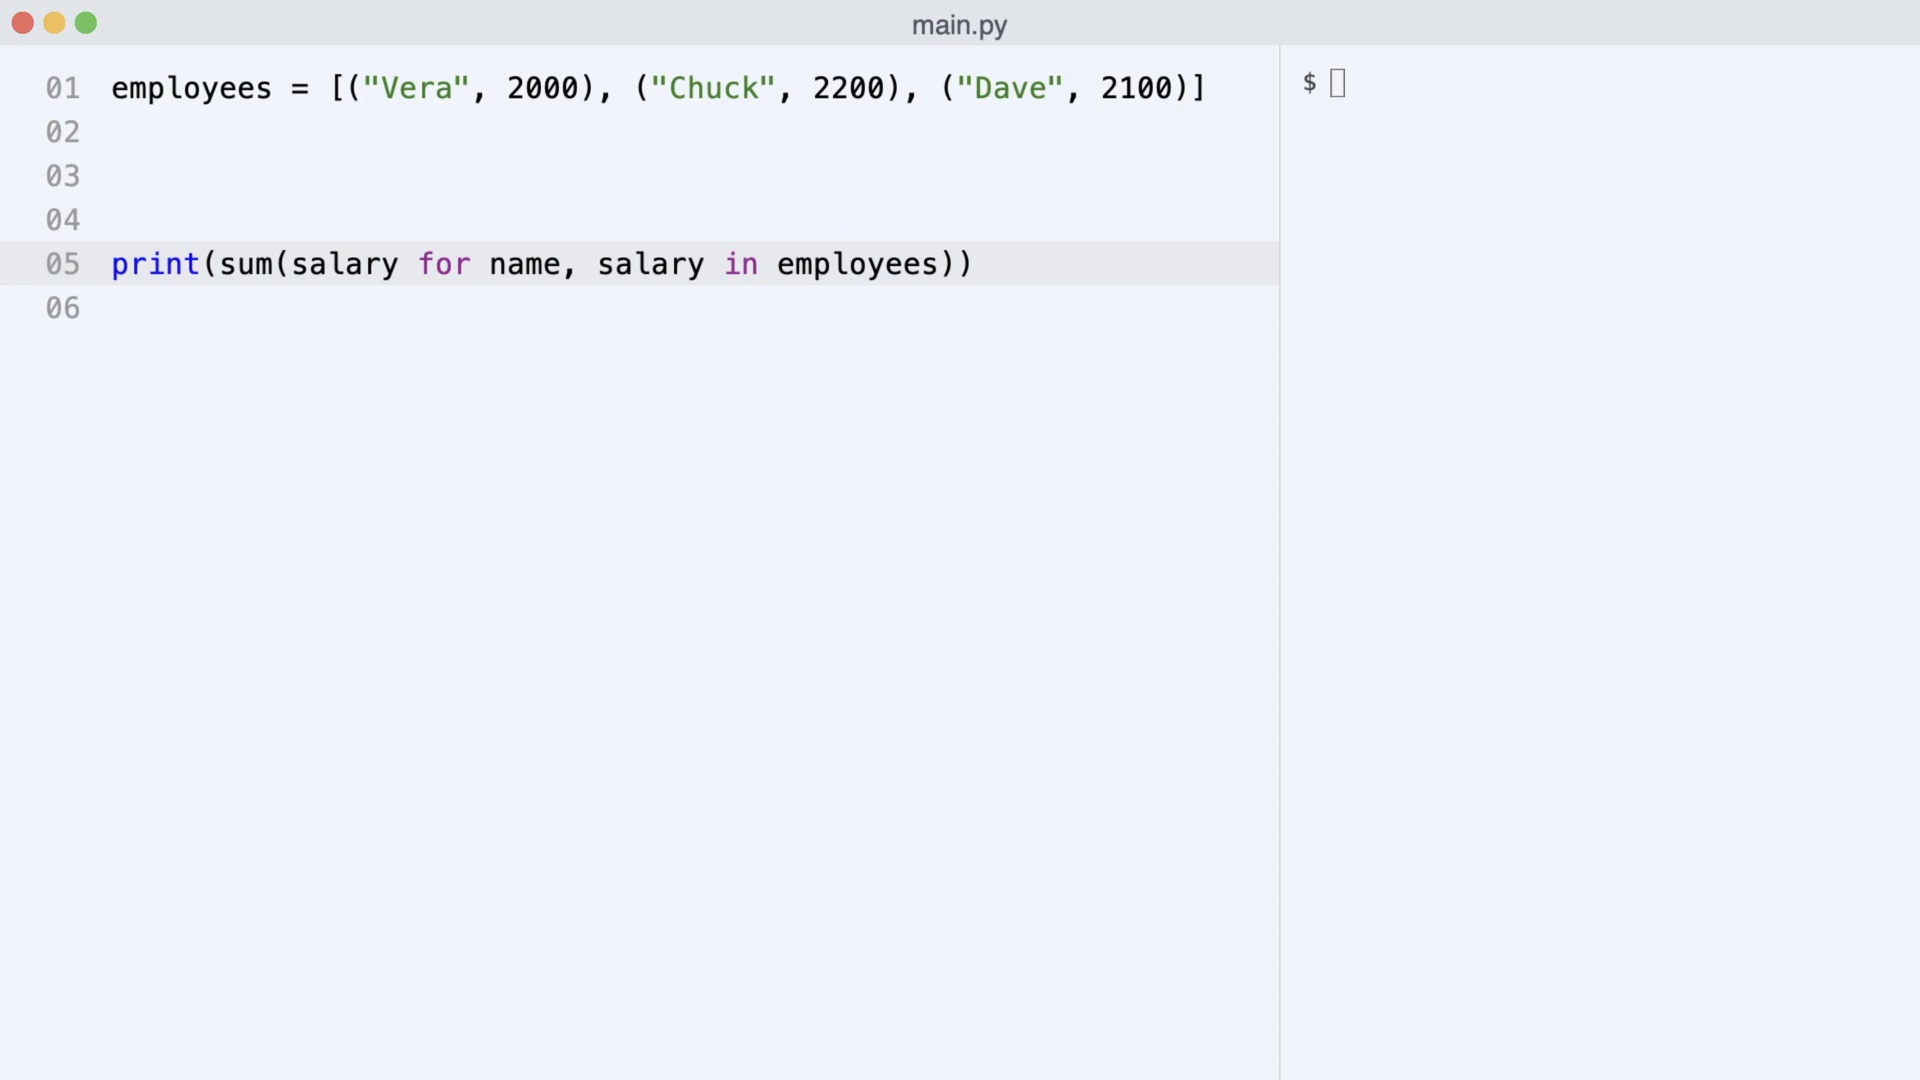 main.py
01 employees = [("Vera", 2000), ("Chuck", 2200), ("Dave", 2100)]
02
03
04
05 print(sum(salary for name, salary in employees))
06
$